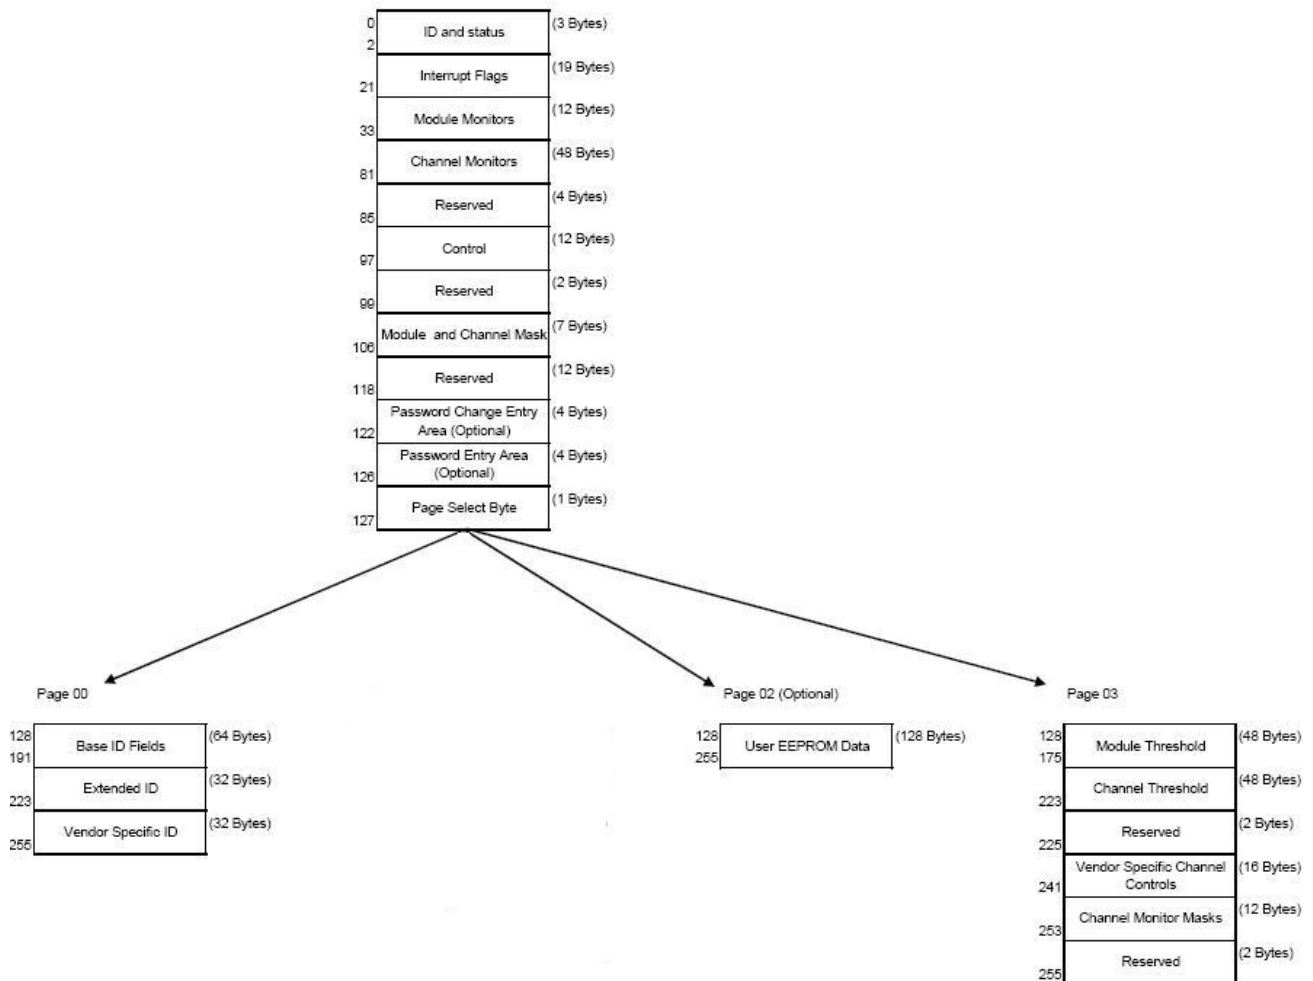 0
ID and status
(3 Bytes)
2
Interrupt Flags
(19 Bytes)
21
Module Monitors
(12 Bytes)
33
Channel Monitors
(48 Bytes)
81
Reserved
(4 Bytes)
85
Control
(12 Bytes)
97
Reserved
(2 Bytes)
99
Module and Channel Mask
(7 Bytes)
106
Reserved
(12 Bytes)
118
Password Change Entry
Area (Optional)
(4 Bytes)
122
Password Entry Area
(Optional)
(4 Bytes)
126
Page Select Byte
(1 Bytes)
127
Page 00
128
Base ID Fields
(64 Bytes)
191
Extended ID
(32 Bytes)
223
Vendor Specific ID
(32 Bytes)
255
Page 02 (Optional)
128
User EEPROM Data
(128 Bytes)
255
Page 03
128
Module Threshold
(48 Bytes)
175
Channel Threshold
(48 Bytes)
223
Reserved
(2 Bytes)
225
Vendor Specific Channel
Controls
(16 Bytes)
241
Channel Monitor Masks
(12 Bytes)
253
Reserved
(2 Bytes)
255